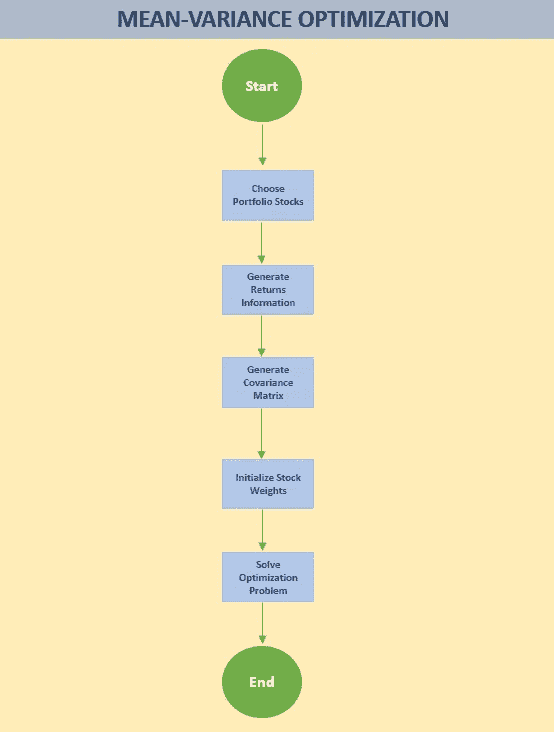 MEAN-VARIANCE OPTIMIZATION
Start
Choose
Portfolio Stocks
Generate
Returns
Information
Generate
Covariance
Matrix
Initialize Stock
Weights
Solve
Optimization
Problem
End